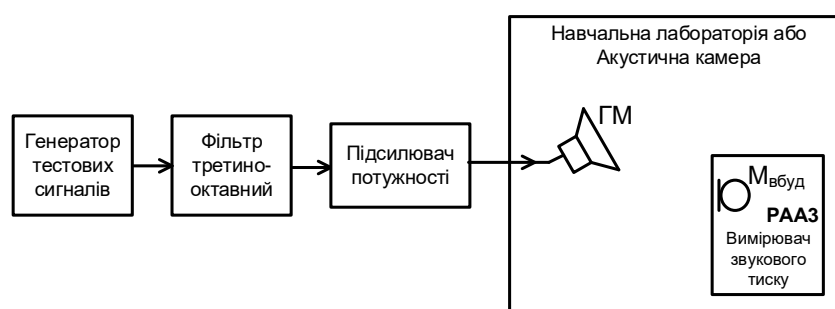 Навчальна лабораторія або
Акустична камера
Генератор
тестових
сигналів
Фільтр
третино-
октавний
Підсилювач
потужності
ГМ
Мвбуд
РАА3
Вимірювач
звукового
тиску